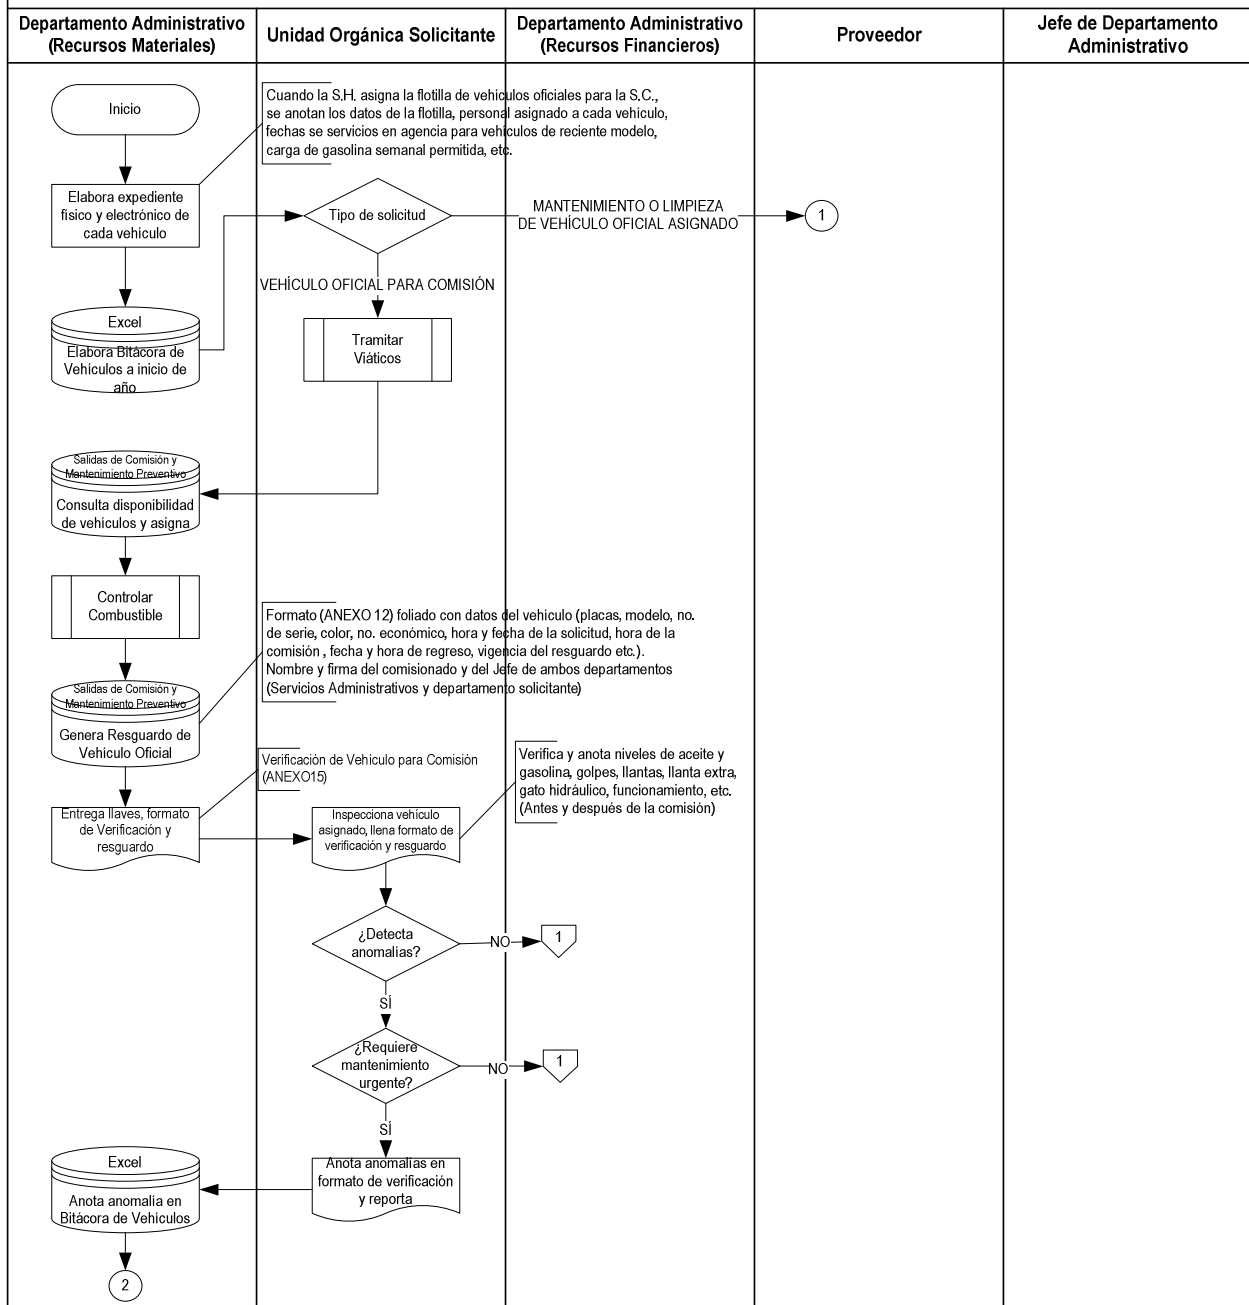 Departamento Administrativo
(Recursos Materiales)
Unidad Orgánica Solicitante
Departamento Administrativo
(Recursos Financieros)
Proveedor
Jefe de Departamento
Administrativo
Inicio
Cuando la S.H. asigna la flotilla de vehículos oficiales para la S.C.,
se anotan los datos de la flotilla, personal asignado a cada vehículo,
fechas se servicios en agencia para vehículos de reciente modelo,
carga de gasolina semanal permitida, etc.
Elabora expediente
físico y electrónico de
cada vehículo
Tipo de solicitud
MANTENIMIENTO O LIMPIEZA
DE VEHÍCULO OFICIAL ASIGNADO
1
VEHÍCULO OFICIAL PARA COMISIÓN
Excel
Elabora Bitácora de
Vehículos a inicio de
año
Tramitar
Viáticos
Salidas de Comisión y
Mantenimiento Preventivo
Consulta disponibilidad
de vehículos y asigna
Controlar
Combustible
Formato (ANEXO 12) foliado con datos del vehículo (placas, modelo, no.
de serie, color, no. económico, hora y fecha de la solicitud, hora de la
comisión , fecha y hora de regreso, vigencia del resguardo etc.).
Nombre y firma del comisionado y del Jefe de ambos departamentos
(Servicios Administrativos y departamento solicitante)
Salidas de Comisión y
Mantenimiento Preventivo
Genera Resguardo de
Vehículo Oficial
Verificación de Vehículo para Comisión
(ANEXO15)
Verifica y anota niveles de aceite y
gasolina, golpes, llantas, llanta extra,
gato hidráulico, funcionamiento, etc.
(Antes y después de la comisión)
Entrega llaves, formato
de Verificación y
resguardo
Inspecciona vehículo
asignado, llena formato de
verificación y resguardo
¿Detecta
anomalías?
NO
1
SÍ
¿Requiere
mantenimiento
urgente?
NO
1
SÍ
Anota anomalías en
formato de verificación
y reporta
Excel
Anota anomalía en
Bitácora de Vehículos
2